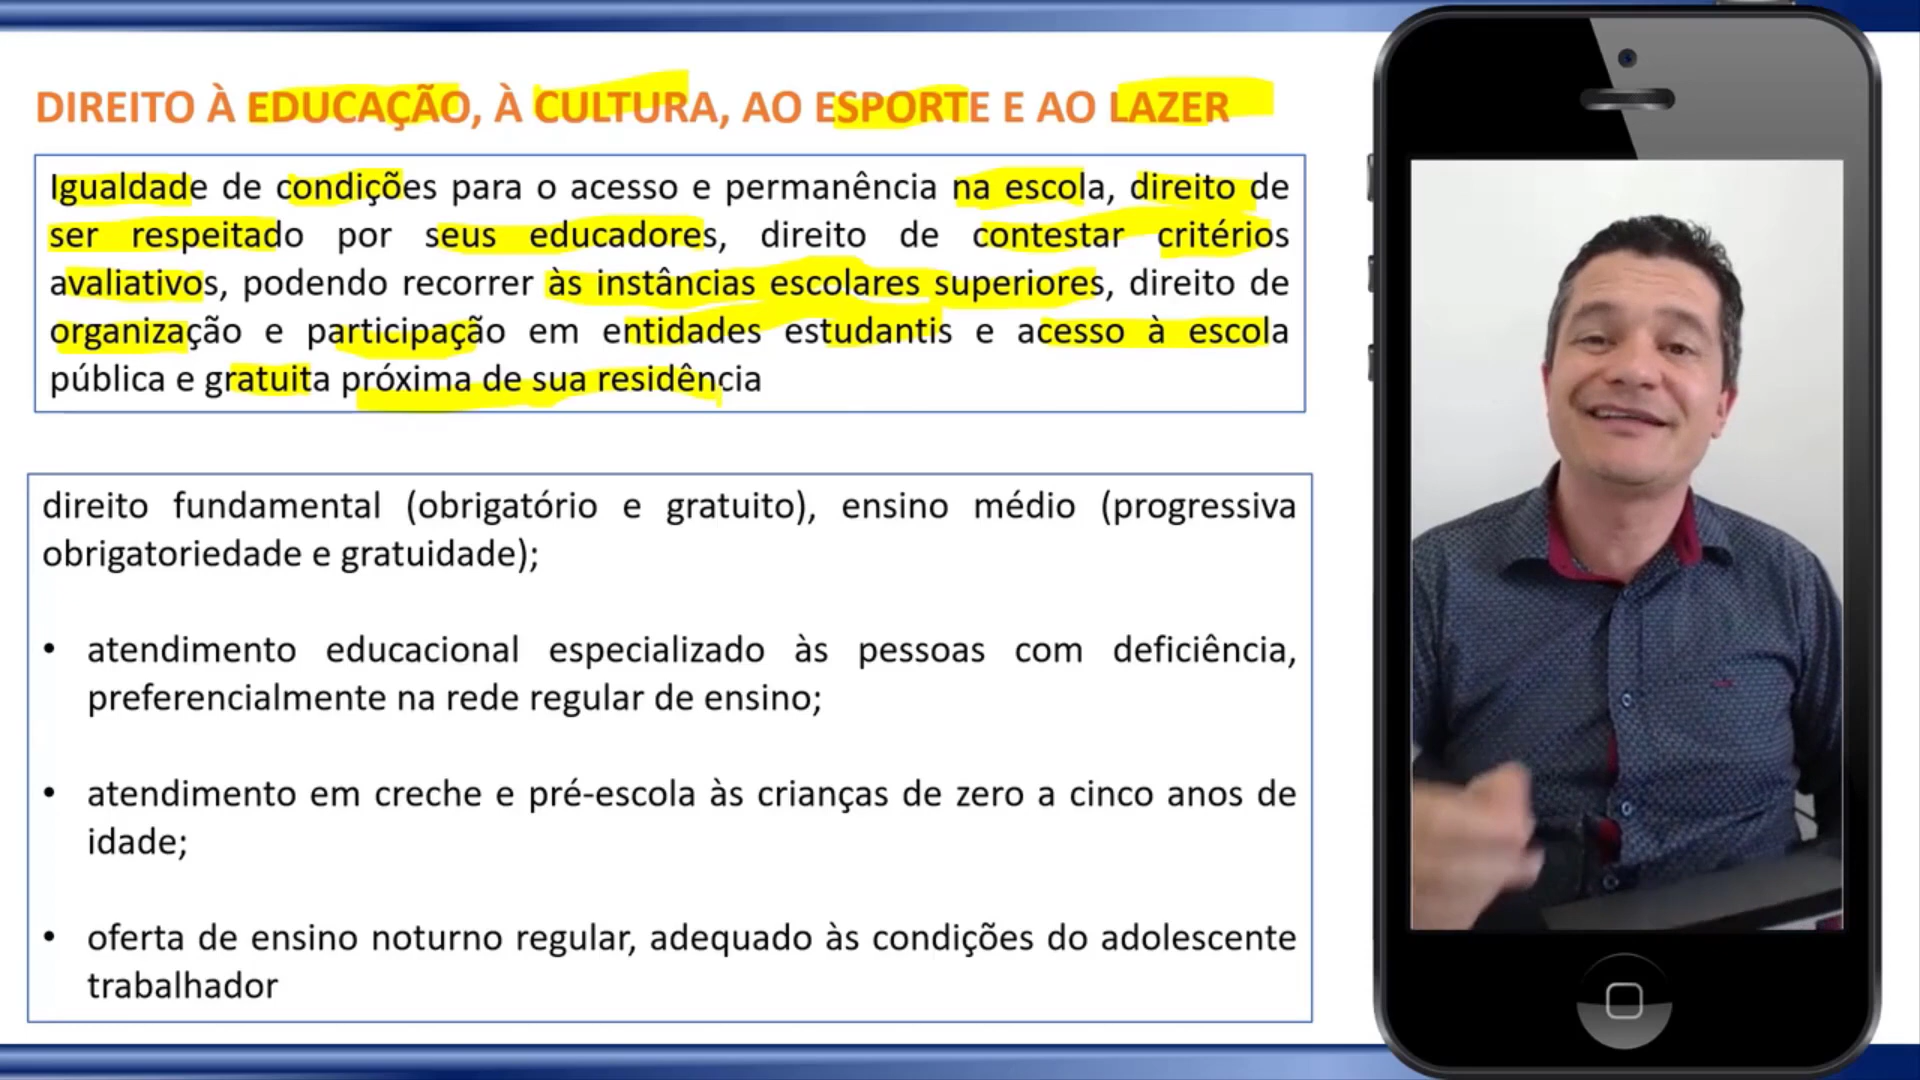 DIREITO À EDUCAÇÃO, À CULTURA, AO ESPORTE E AO LAZER
Igualdade de condições para o acesso e permanência na escola, direito de
ser respeitado por seus educadores, direito de contestar critérios
avaliativos, podendo recorrer às instâncias escolares superiores, direito de
organização e participação em entidades estudantis e acesso à escola
pública e gratuita próxima de sua residência
direito fundamental (obrigatório e gratuito), ensino médio (progressiva
obrigatoriedade e gratuidade);
• atendimento educacional especializado às pessoas com deficiência,
preferencialmente na rede regular de ensino;
• atendimento em creche e pré-escola às crianças de zero a cinco anos de
idade;
• oferta de ensino noturno regular, adequado às condições do adolescente
trabalhador